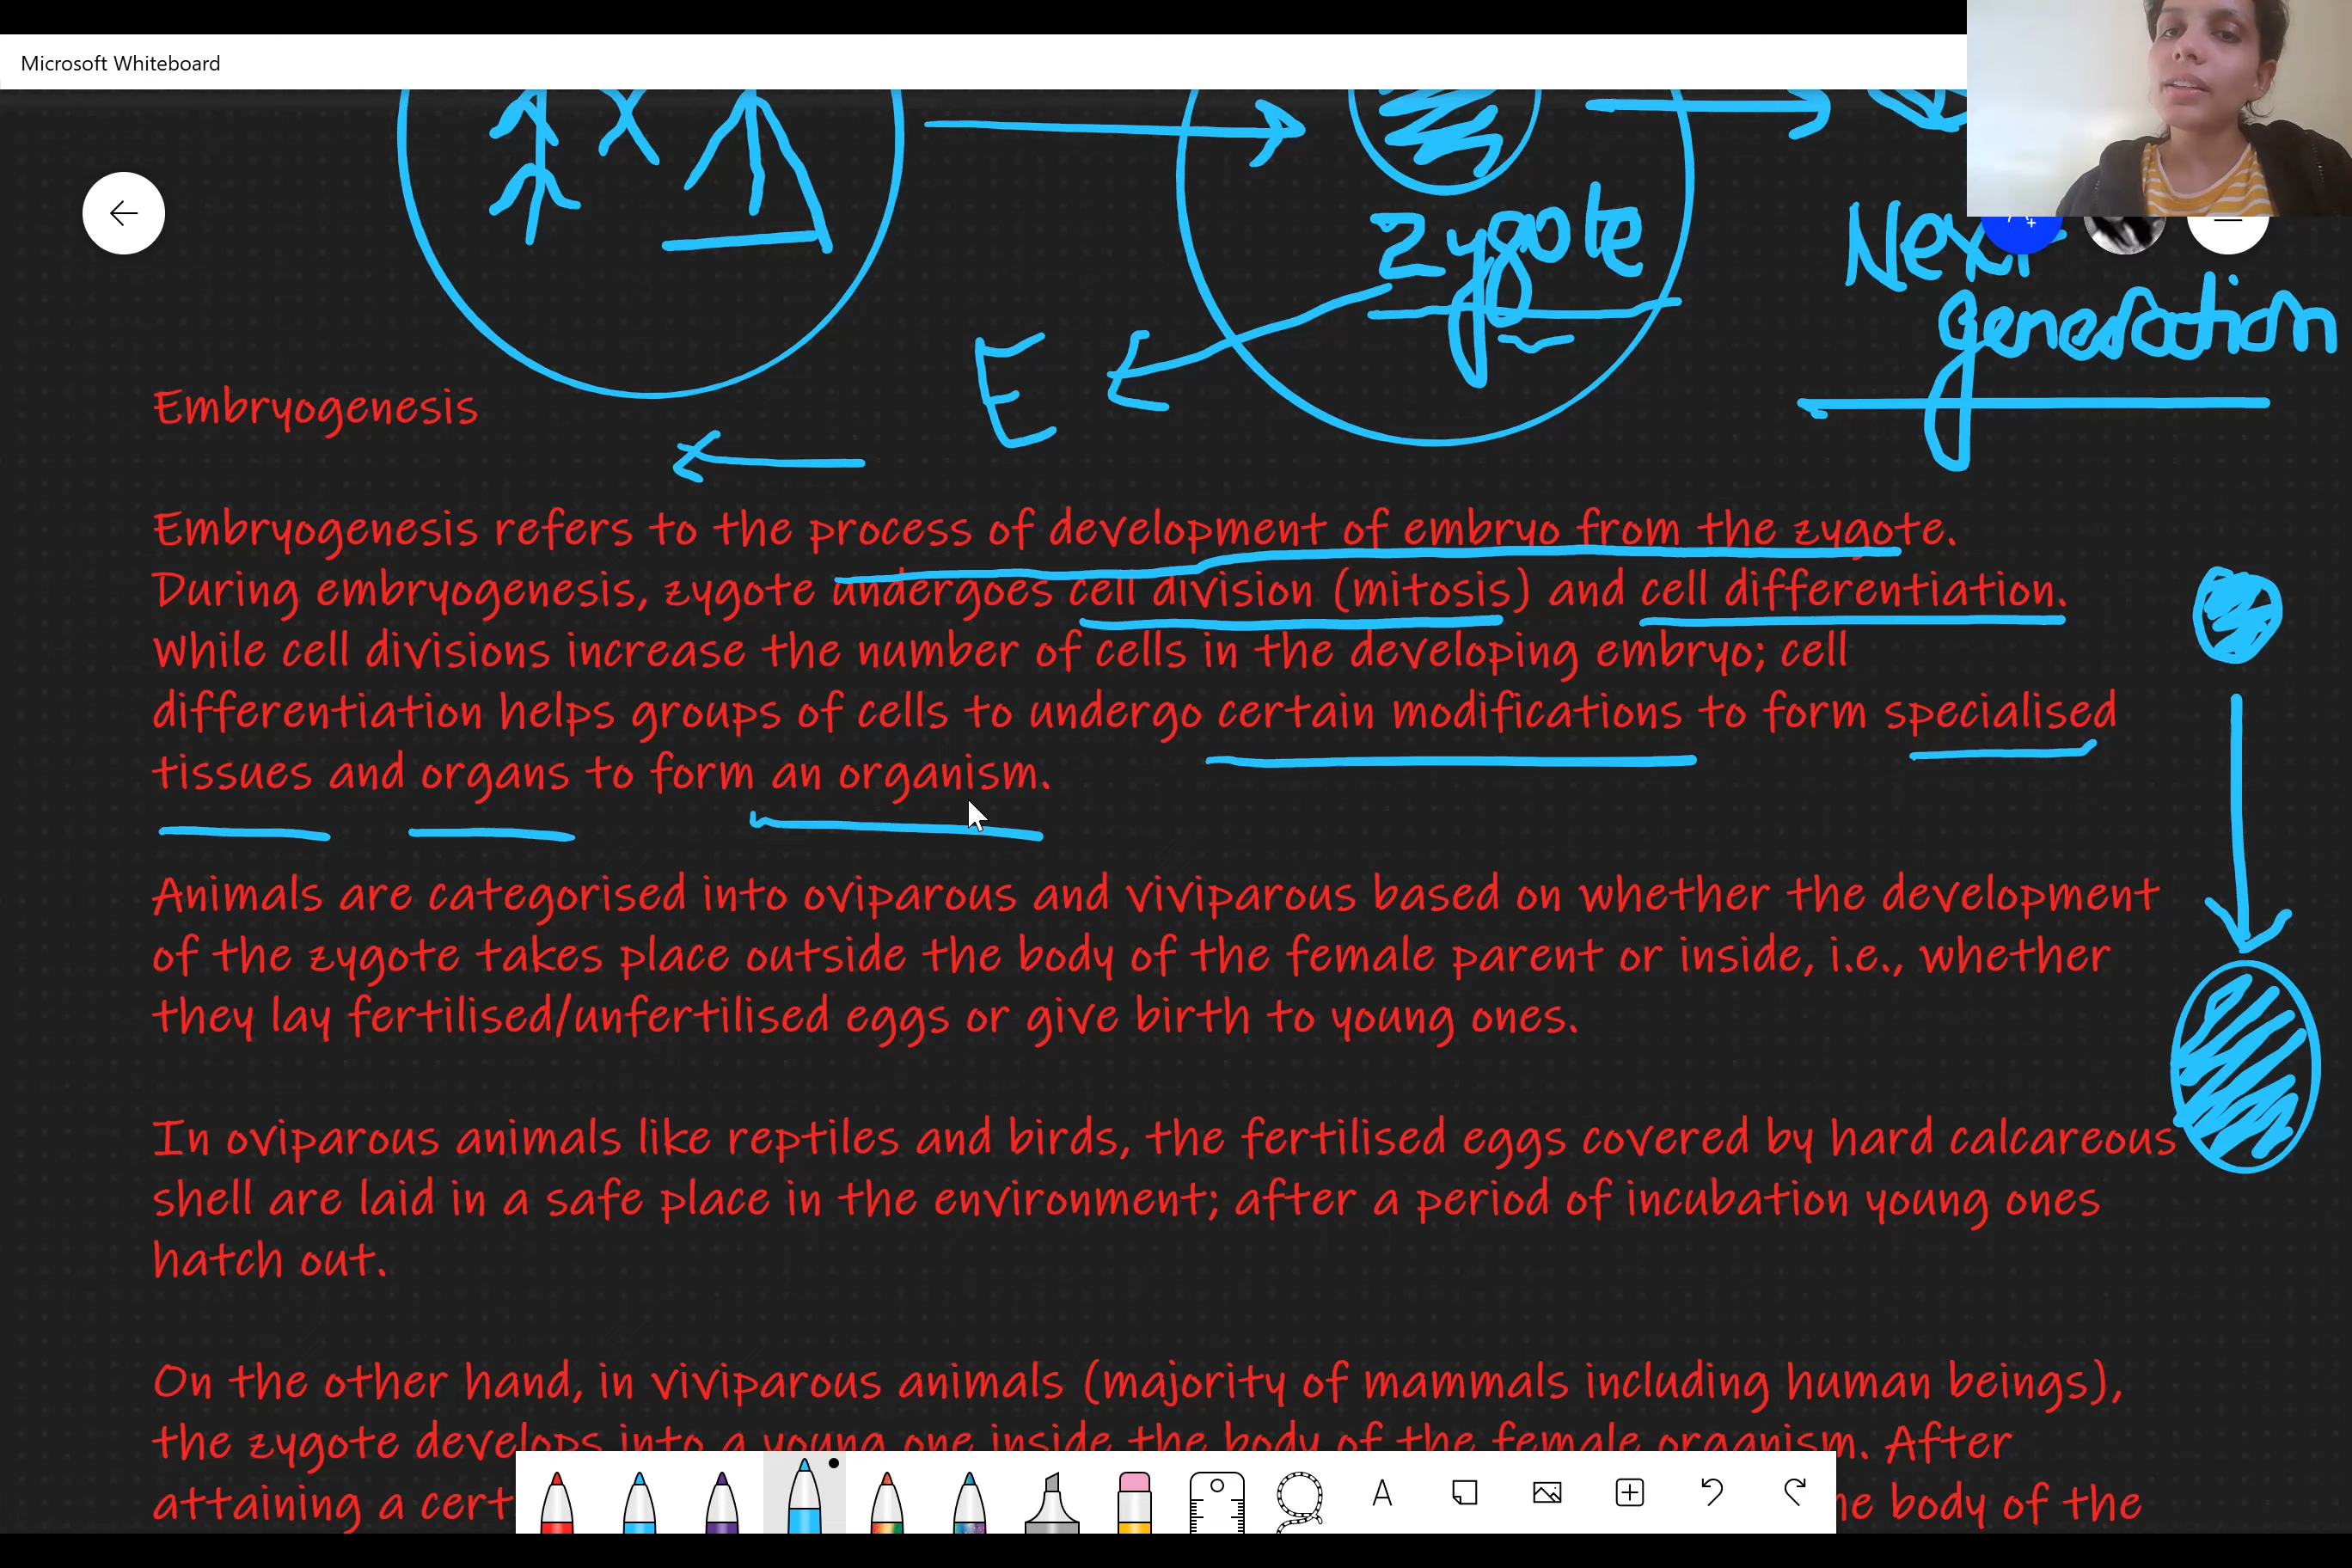 Microsoft Whiteboard
zygote
Next
generation
E
Embryogenesis
Embryogenesis refers to the process of development of embryo from the zygote.
During embryogenesis, zygote undergoes cell division (mitosis) and cell differentiation.
While cell divisions increase the number of cells in the developing embryo; cell
differentiation helps groups of cells to undergo certain modifications to form specialised
tissues and organs to form an organism.
Animals are categorised into oviparous and viviparous based on whether the development
of the zygote takes place outside the body of the female parent or inside, i.e., whether
they lay fertilised/unfertilised eggs or give birth to young ones.
In oviparous animals like reptiles and birds, the fertilised eggs covered by hard calcareous
shell are laid in a safe place in the environment; after a period of incubation young ones
hatch out.
On the other hand, in viviparous animals (majority of mammals including human beings),
the zygote develops into a young one inside the body of the female organism. After
attaining a cert he body of the